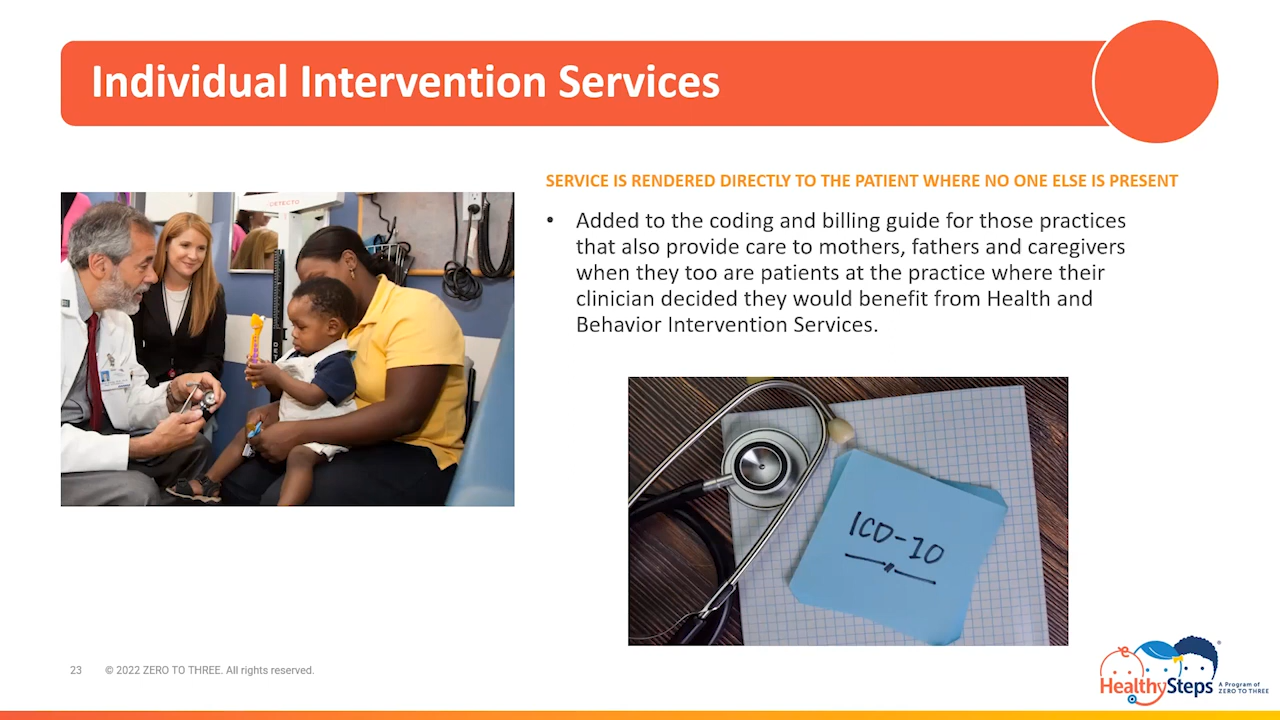 Individual Intervention Services
SERVICE IS RENDERED DIRECTLY TO THE PATIENT WHERE NO ONE ELSE IS PRESENT
• Added to the coding and billing guide for those practices
that also provide care to mothers, fathers and caregivers
when they too are patients at the practice where their
clinician decided they would benefit from Health and
Behavior Intervention Services.
DETECTO
ICD-10
23 © 2022 ZERO TO THREE. All rights reserved.
HealthySteps ®
A Program of
ZERO TO THREE